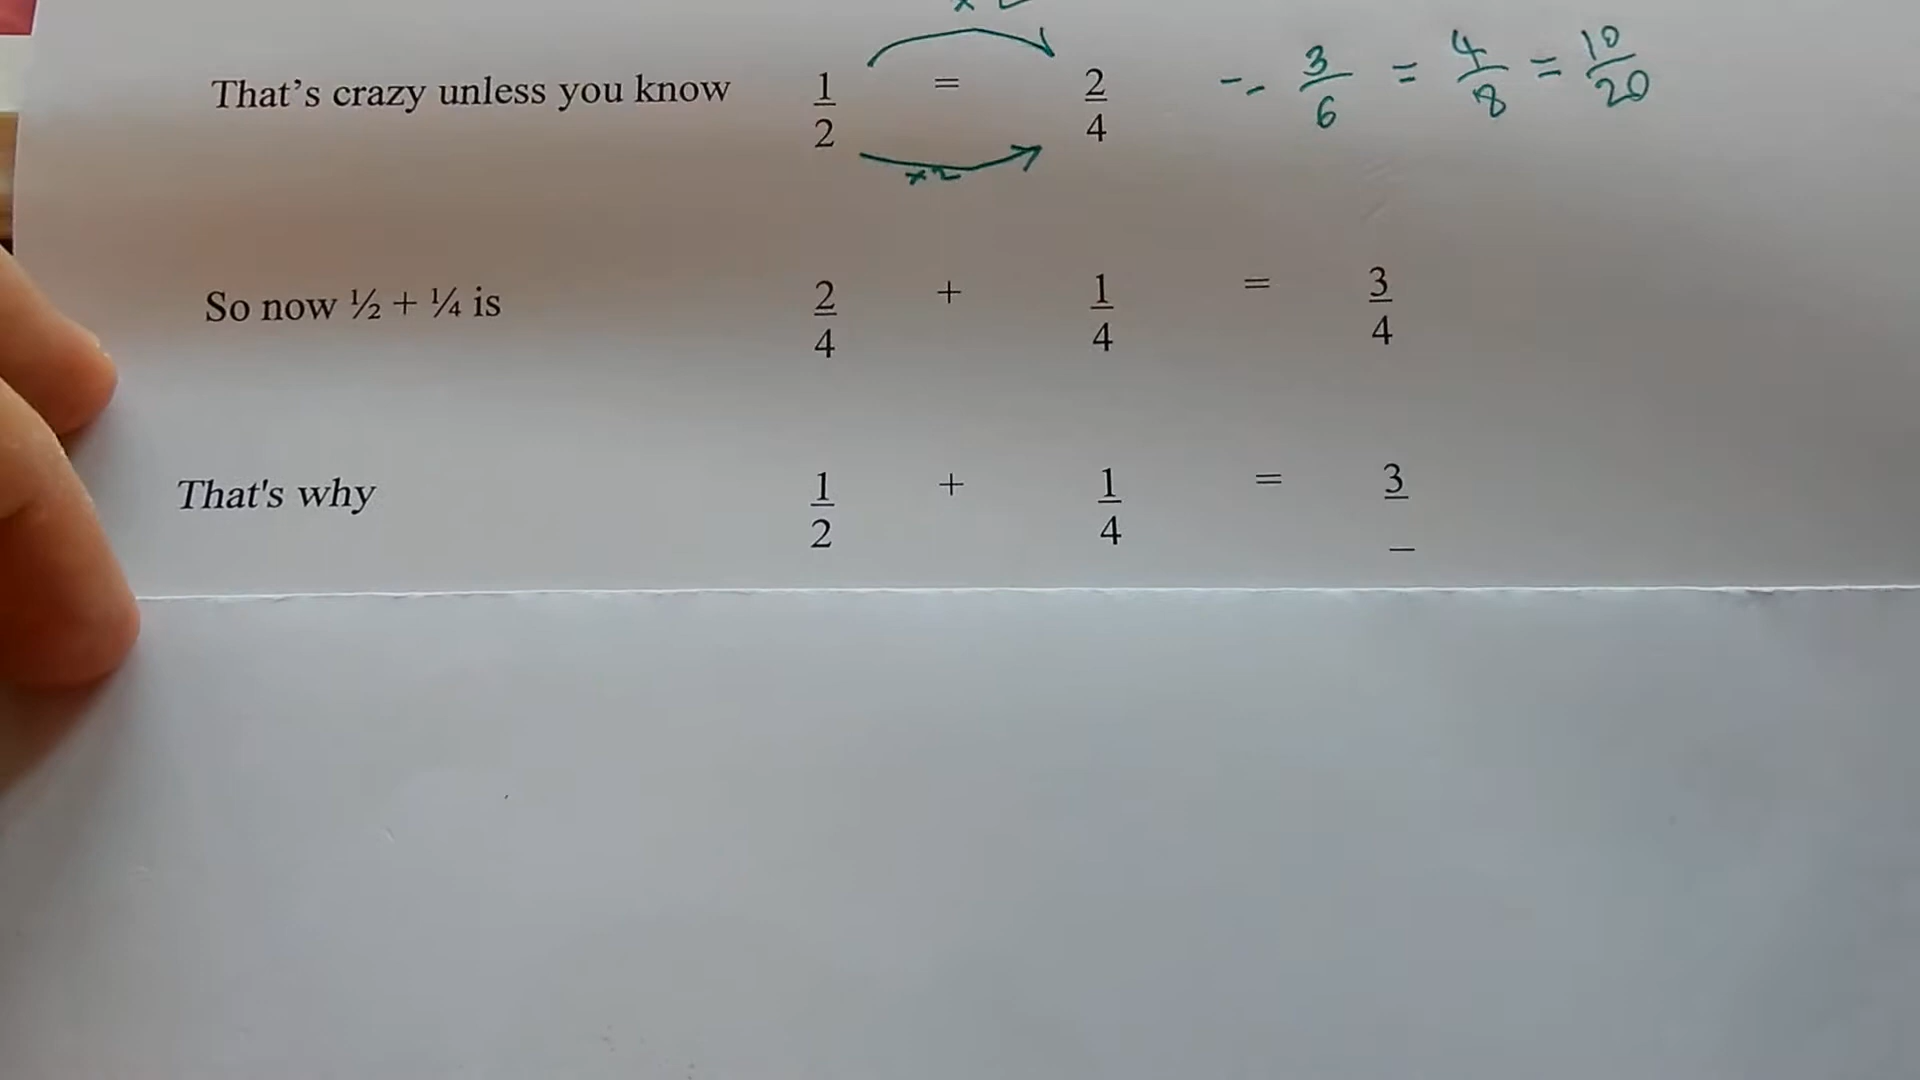 That's crazy unless you know 1/2 = 2/4 -- 3/6 = 4/8 = 10/20
×2
So now ½ + ¼ is 2/4 + 1/4 = 3/4
That's why 1/2 + 1/4 = 3/_